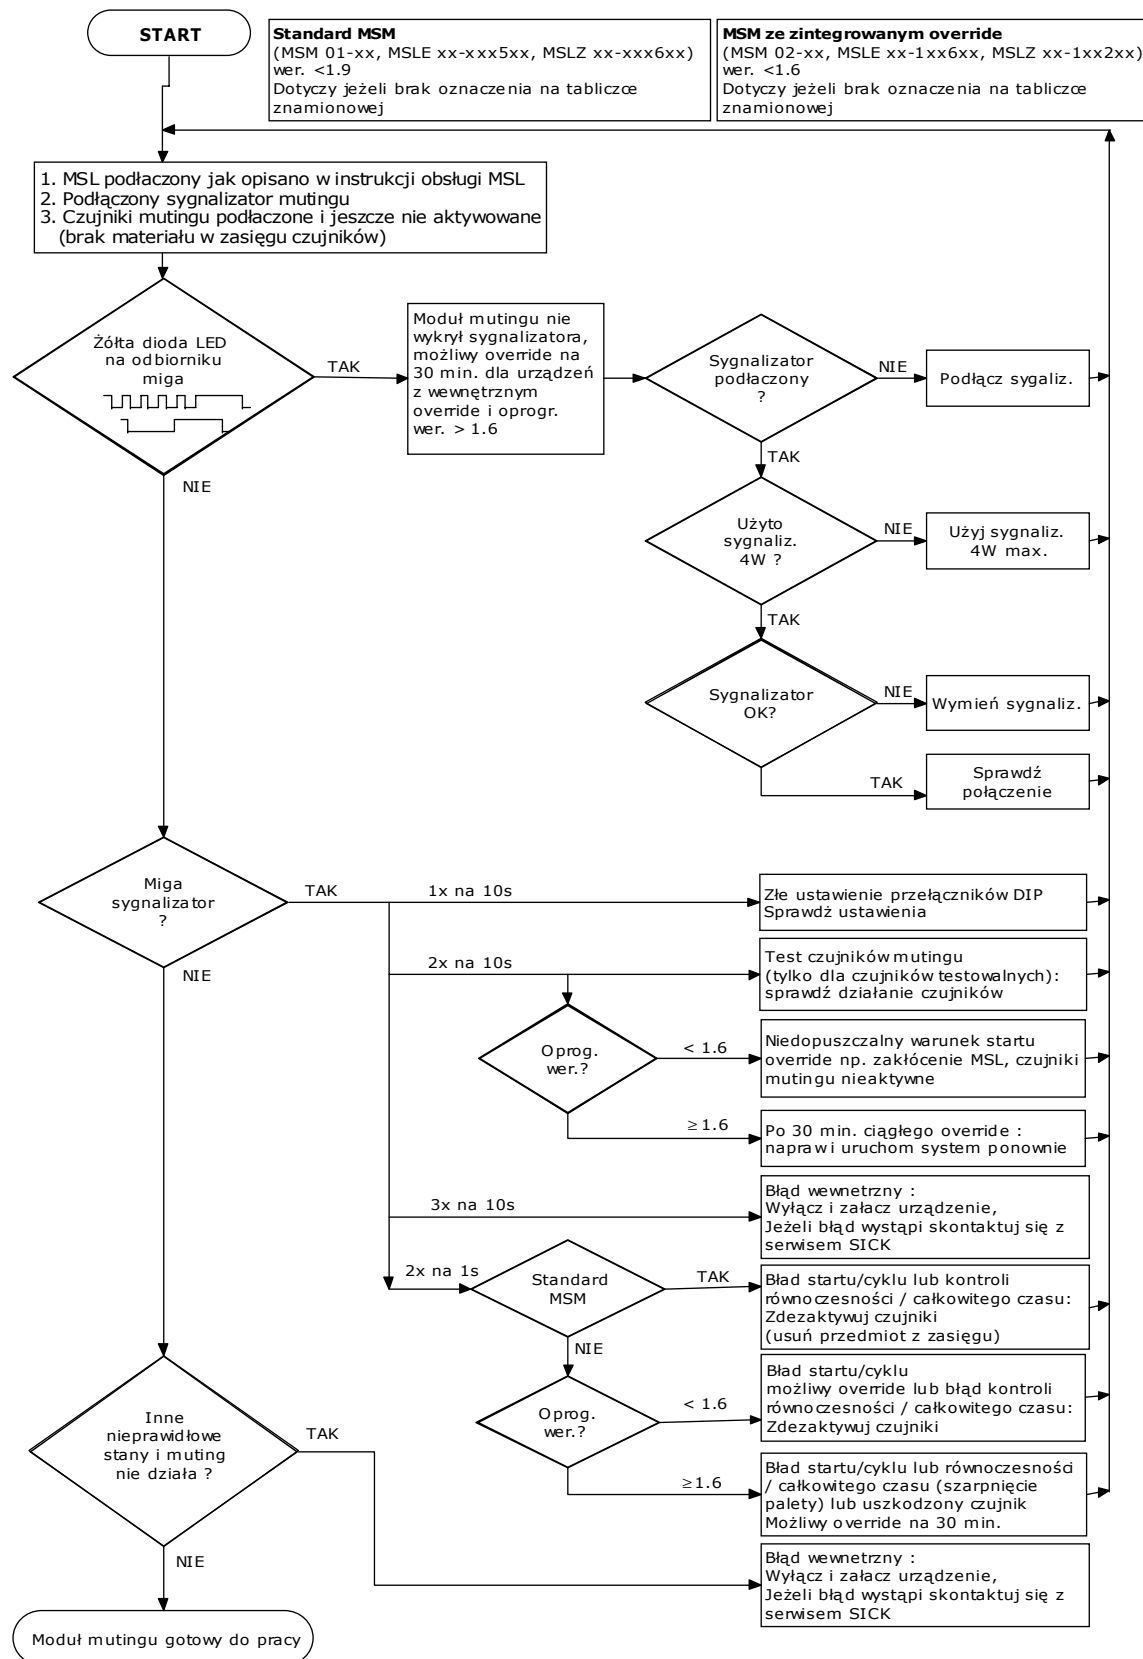 START
Standard MSM
(MSM 01-xx, MSLE xx-xxx5xx, MSLZ xx-xxx6xx)
wer. <1.9
Dotyczy jeżeli brak oznaczenia na tabliczce
znamionowej
MSM ze zintegrowanym override
(MSM 02-xx, MSLE xx-1xx6xx, MSLZ xx-1xx2xx)
wer. <1.6
Dotyczy jeżeli brak oznaczenia na tabliczce
znamionowej
1. MSL podłaczony jak opisano w instrukcji obsługi MSL
2. Podłączony sygnalizator mutingu
3. Czujniki mutingu podłaczone i jeszcze nie aktywowane
(brak materiału w zasięgu czujników)
Żółta dioda LED
na odbiorniku
miga
TAK
NIE
Moduł mutingu nie
wykrył sygnalizatora,
możliwy override na
30 min. dla urządzeń
z wewnętrznym
override i oprogr.
wer. > 1.6
Sygnalizator
podłaczony
?
NIE
Podłącz sygaliz.
TAK
Użyto
sygnaliz.
4W ?
NIE
Użyj sygnaliz.
4W max.
TAK
Sygnalizator
OK?
NIE
Wymień sygnaliz.
TAK
Sprawdź
połączenie
Miga
sygnalizator
?
TAK
NIE
1x na 10s
Złe ustawienie przełączników DIP
Sprawdż ustawienia
2x na 10s
Test czujników mutingu
(tylko dla czujników testowalnych):
sprawdź działanie czujników
Oprog.
wer.?
< 1.6
Niedopuszczalny warunek startu
override np. zakłócenie MSL, czujniki
mutingu nieaktywne
≥1.6
Po 30 min. ciągłego override :
napraw i uruchom system ponownie
3x na 10s
Błąd wewnetrzny :
Wyłącz i załacz urządzenie,
Jeżeli błąd wystąpi skontaktuj się z
serwisem SICK
2x na 1s
Standard
MSM
TAK
Bład startu/cyklu lub kontroli
równoczesności / całkowitego czasu:
Zdezaktywuj czujniki
(usuń przedmiot z zasięgu)
NIE
Oprog.
wer.?
< 1.6
Bład startu/cyklu
możliwy override lub błąd kontroli
równoczesności / całkowitego czasu:
Zdezaktywuj czujniki
≥1.6
Bład startu/cyklu lub równoczesności
/ całkowitego czasu (szarpnięcie
palety) lub uszkodzony czujnik
Możliwy override na 30 min.
Inne
nieprawidłowe
stany i muting
nie działa ?
TAK
NIE
Błąd wewnetrzny :
Wyłącz i załacz urządzenie,
Jeżeli błąd wystąpi skontaktuj się z
serwisem SICK
Moduł mutingu gotowy do pracy